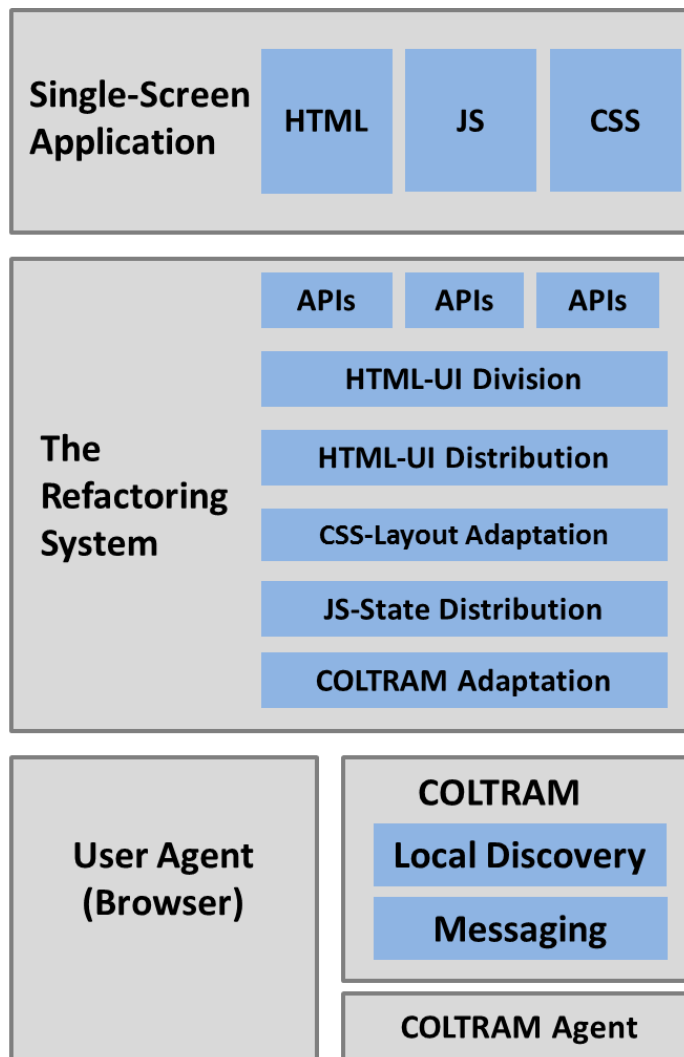 Single-Screen
Application
HTML
JS
CSS
The
Refactoring
System
APIs
APIs
APIs
HTML-UI Division
HTML-UI Distribution
CSS-Layout Adaptation
JS-State Distribution
COLTRAM Adaptation
User Agent
(Browser)
COLTRAM
Local Discovery
Messaging
COLTRAM Agent